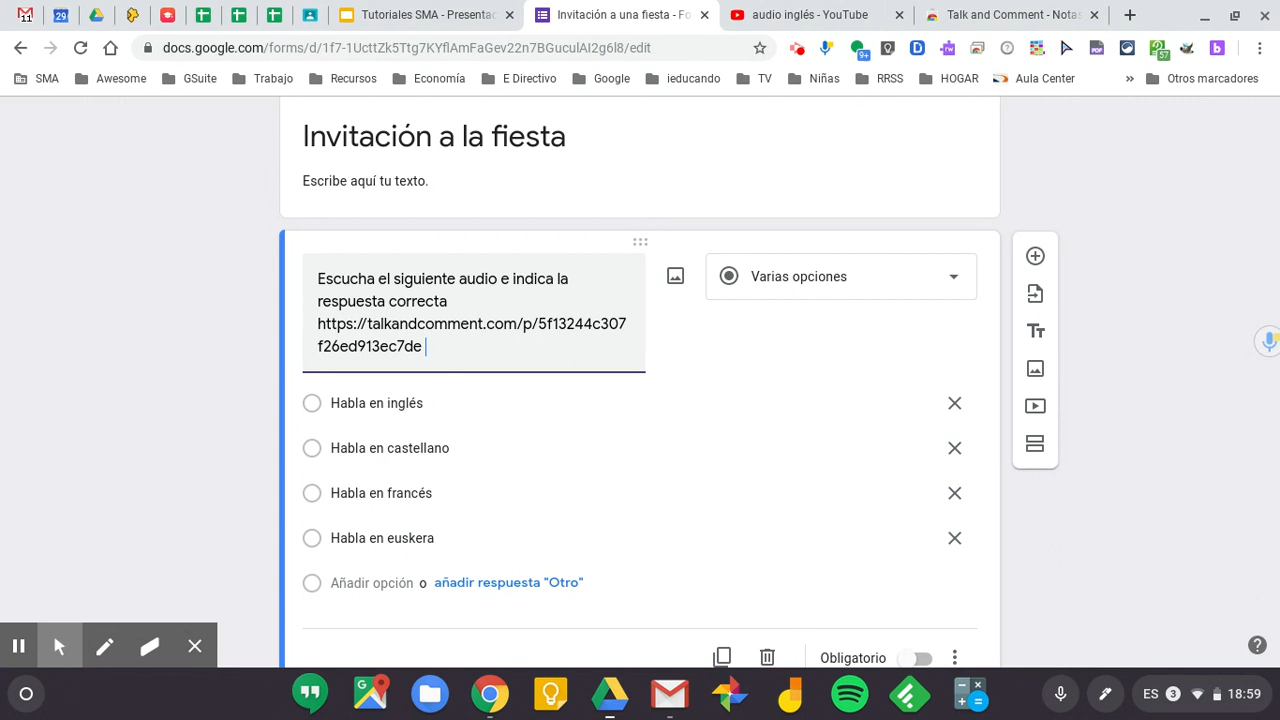 Tutoriales SMA - Presentac
Invitación a una fiesta - Fo
audio inglés - YouTube
Talk and Comment - Notas
docs.google.com/forms/d/1f7-1UcttZk5Ttg7KYflAmFaGev22n7BGucuIAI2g6l8/edit
SMA
Awesome
GSuite
Trabajo
Recursos
Economía
E Directivo
Google
ieducando
TV
Niñas
RRSS
HOGAR
Aula Center
»
Otros marcadores
Invitación a la fiesta
Escribe aquí tu texto.
Escucha el siguiente audio e indica la
respuesta correcta
https://talkandcomment.com/p/5f13244c307
f26ed913ec7de
Varias opciones
Habla en inglés
Habla en castellano
Habla en francés
Habla en euskera
Añadir opción o añadir respuesta "Otro"
Obligatorio
ES 3 18:59